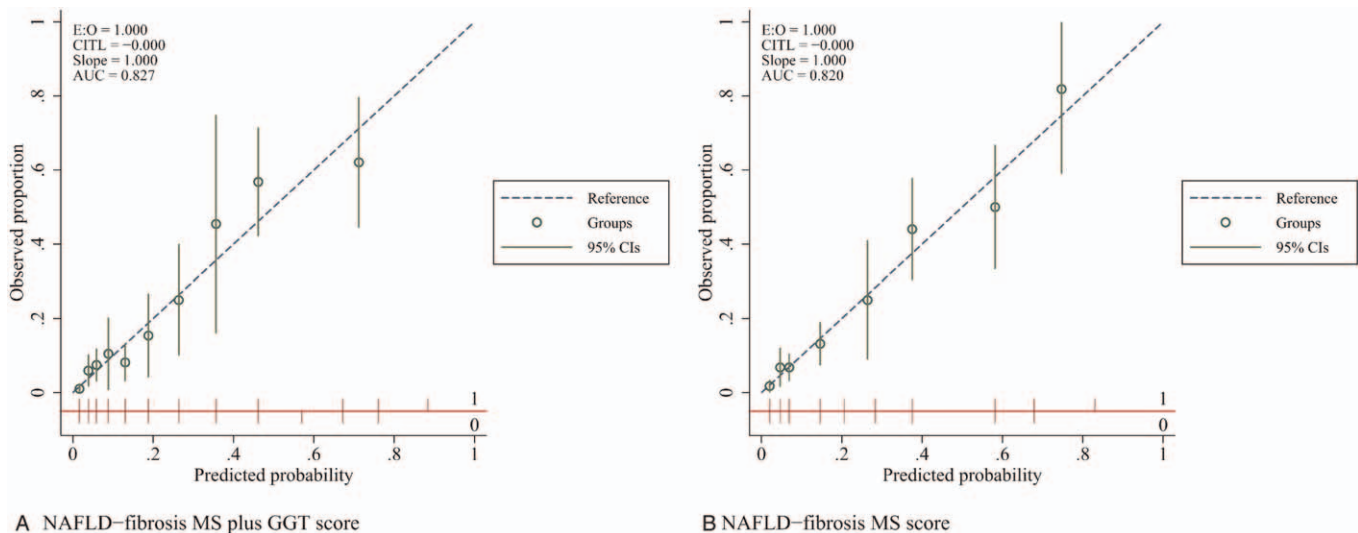 E:O = 1.000
CITL = −0.000
Slope = 1.000
AUC = 0.827
Observed proportion
1
.8
.6
.4
.2
0
1
0
0
.2
.4
.6
.8
1
Predicted probability
Reference
Groups
95% CIs
A NAFLD−fibrosis MS plus GGT score
E:O = 1.000
CITL = −0.000
Slope = 1.000
AUC = 0.820
Observed proportion
1
.8
.6
.4
.2
0
1
0
0
.2
.4
.6
.8
1
Predicted probability
Reference
Groups
95% CIs
B NAFLD−fibrosis MS score